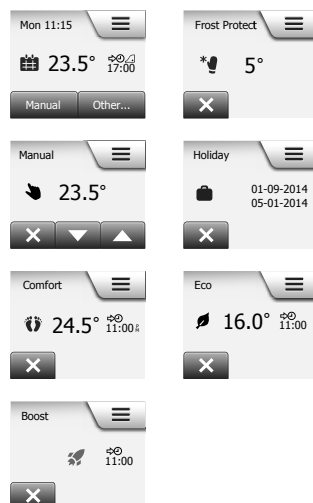 Mon 11:15
23.5°
17:00
Manual
Other...
Frost Protect
5°
Manual
23.5°
Holiday
01-09-2014
05-01-2014
Comfort
24.5°
11:00
Eco
16.0°
11:00
Boost
11:00